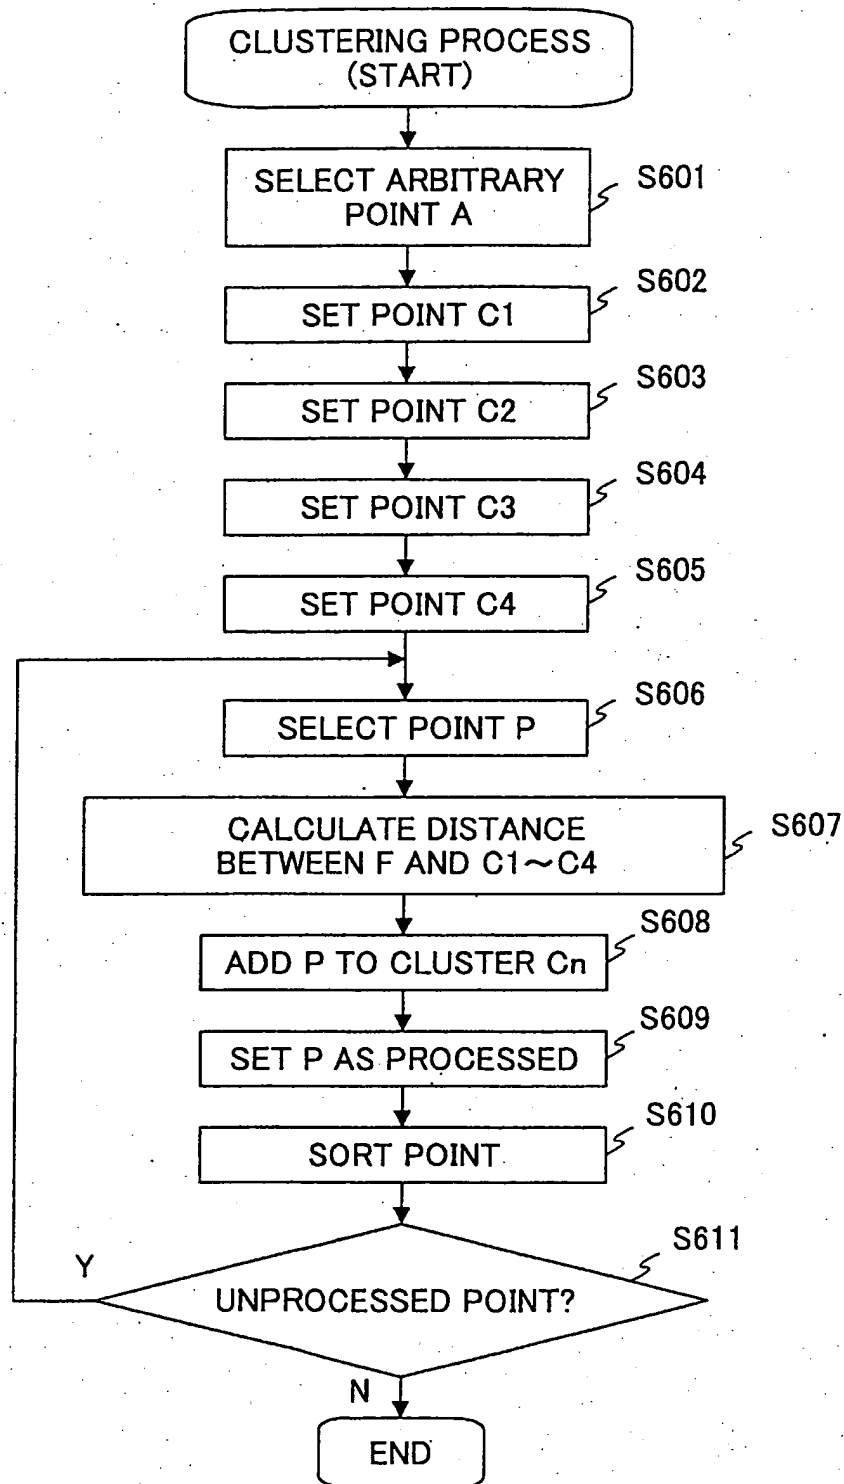 CLUSTERING PROCESS
(START)
SELECT ARBITRARY
POINT A
S601
SET POINT C1
S602
SET POINT C2
S603
SET POINT C3
S604
SET POINT C4
S605
SELECT POINT P
S606
CALCULATE DISTANCE
BETWEEN F AND C1～C4
S607
ADD P TO CLUSTER Cn
S608
SET P AS PROCESSED
S609
SORT POINT
S610
UNPROCESSED POINT?
S611
Y
N
END